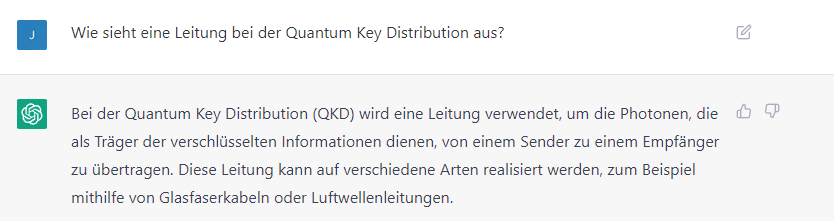 J
Wie sieht eine Leitung bei der Quantum Key Distribution aus?
Bei der Quantum Key Distribution (QKD) wird eine Leitung verwendet, um die Photonen, die
als Träger der verschlüsselten Informationen dienen, von einem Sender zu einem Empfänger
zu übertragen. Diese Leitung kann auf verschiedene Arten realisiert werden, zum Beispiel
mithilfe von Glasfaserkabeln oder Luftwellenleitungen.